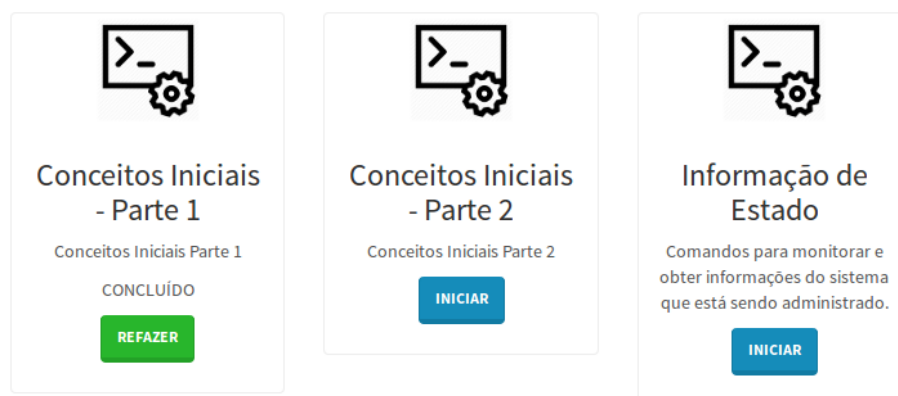 Conceitos Iniciais
- Parte 1
Conceitos Iniciais Parte 1
CONCLUÍDO
REFAZER
Conceitos Iniciais
- Parte 2
Conceitos Iniciais Parte 2
INICIAR
Informação de
Estado
Comandos para monitorar e
obter informações do sistema
que está sendo administrado.
INICIAR